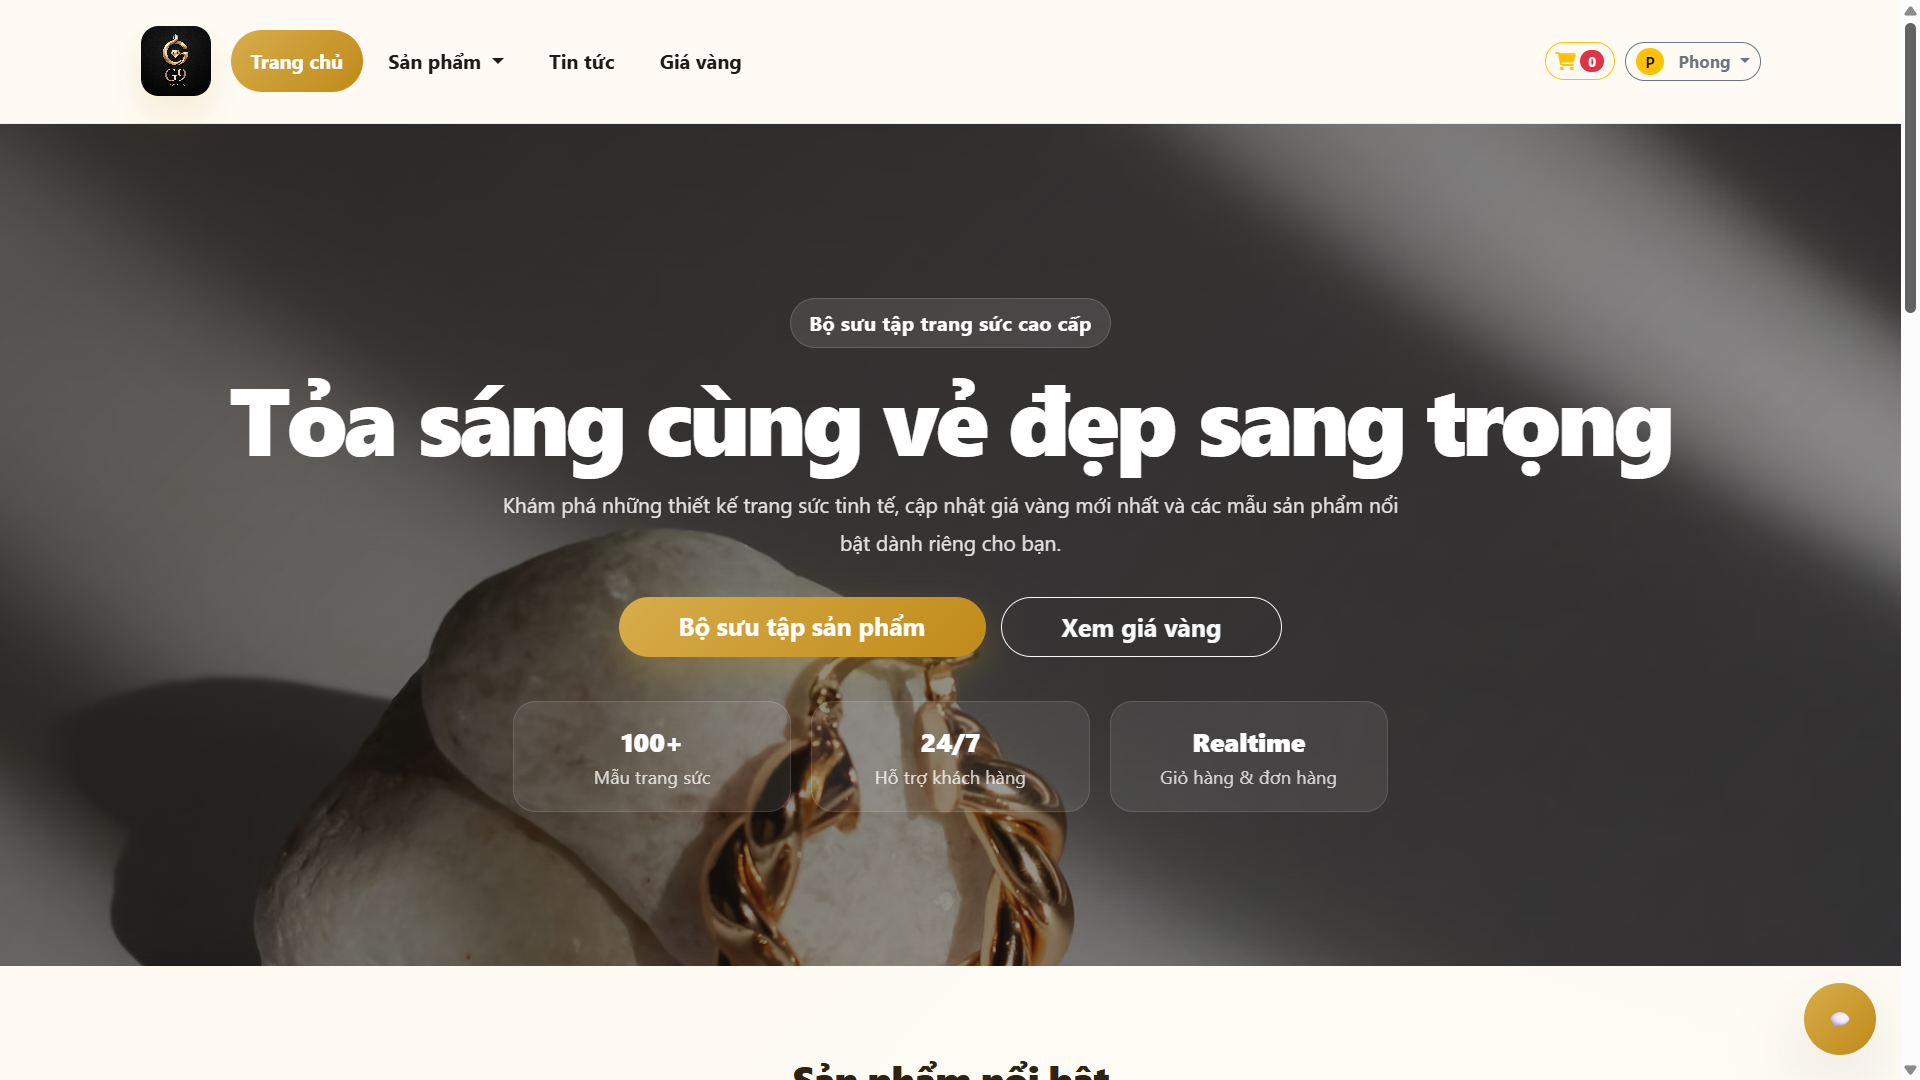 G9
Trang chủ
Sản phẩm
Tin tức
Giá vàng
0
P
Phong
Bộ sưu tập trang sức cao cấp
Tỏa sáng cùng vẻ đẹp sang trọng
Khám phá những thiết kế trang sức tinh tế, cập nhật giá vàng mới nhất và các mẫu sản phẩm nổi
bật dành riêng cho bạn.
Bộ sưu tập sản phẩm
Xem giá vàng
100+
Mẫu trang sức
24/7
Hỗ trợ khách hàng
Realtime
Giỏ hàng & đơn hàng
Sản phẩm nổi bật